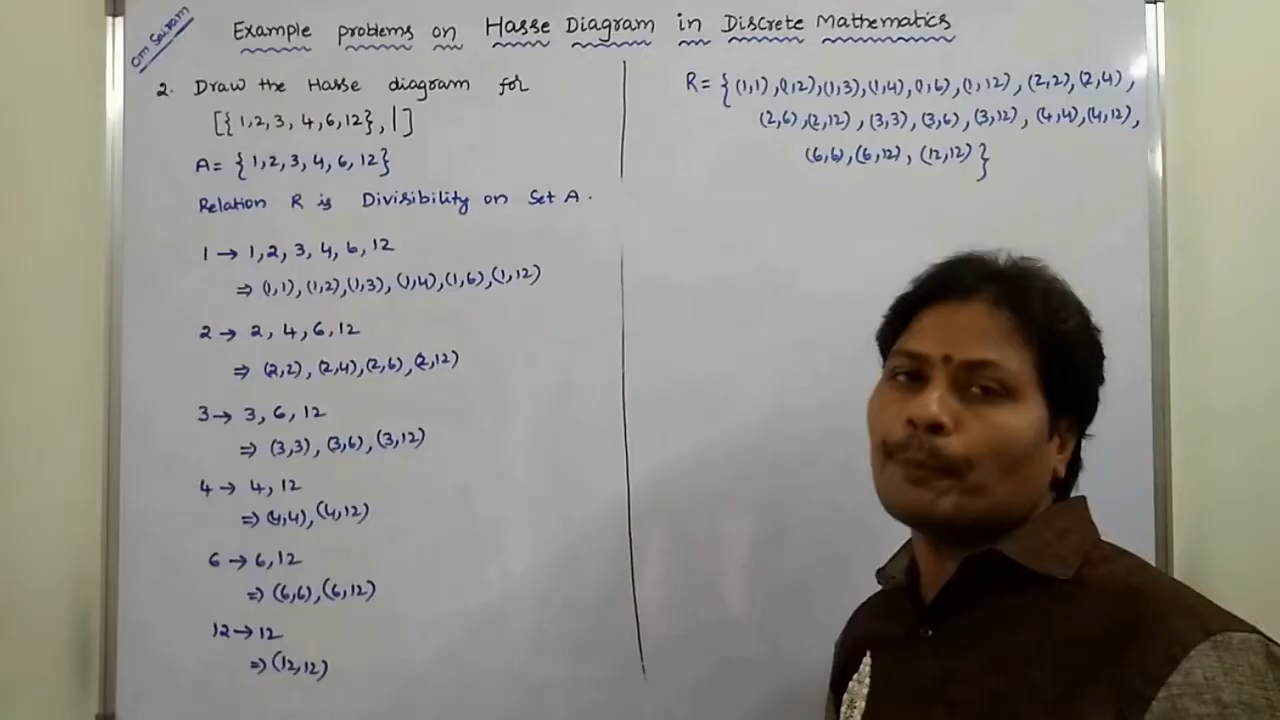 Om Sairam
Example problems on Hasse Diagram in Discrete Mathematics
2. Draw the Hasse diagram for
[{1,2,3, 4,6,12}, |]
A= {1,2,3,4,6,12}
Relation R is Divisibility on Set A.
1 → 1,2,3,4,6,12
⇒ (1,1), (1,2),(1,3), (1,4),(1,6),(1,12)
2 → 2,4,6,12
⇒ (2,2), (2,4),(2,6),(2,12)
3 → 3,6,12
⇒ (3,3), (3,6), (3,12)
4 → 4,12
⇒ (4,4), (4,12)
6 → 6,12
⇒ (6,6), (6,12)
12 → 12
⇒ (12,12)
R= {(1,1),(1,2),(1,3),(1,4),(1,6),(1,12),(2,2),(2,4),
(2,6),(2,12),(3,3),(3,6),(3,12),(4,4),(4,12),
(6,6),(6,12),(12,12)}